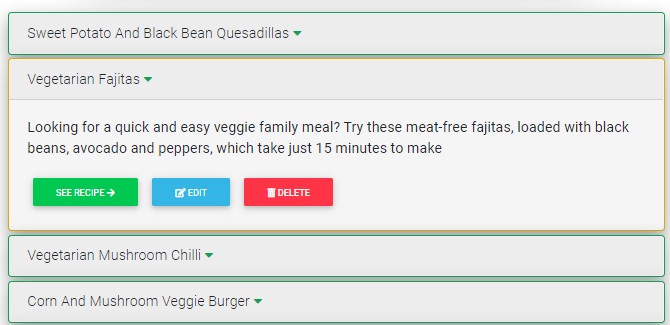 Sweet Potato And Black Bean Quesadillas
Vegetarian Fajitas
Looking for a quick and easy veggie family meal? Try these meat-free fajitas, loaded with black
beans, avocado and peppers, which take just 15 minutes to make
SEE RECIPE EDIT DELETE
Vegetarian Mushroom Chilli
Corn And Mushroom Veggie Burger